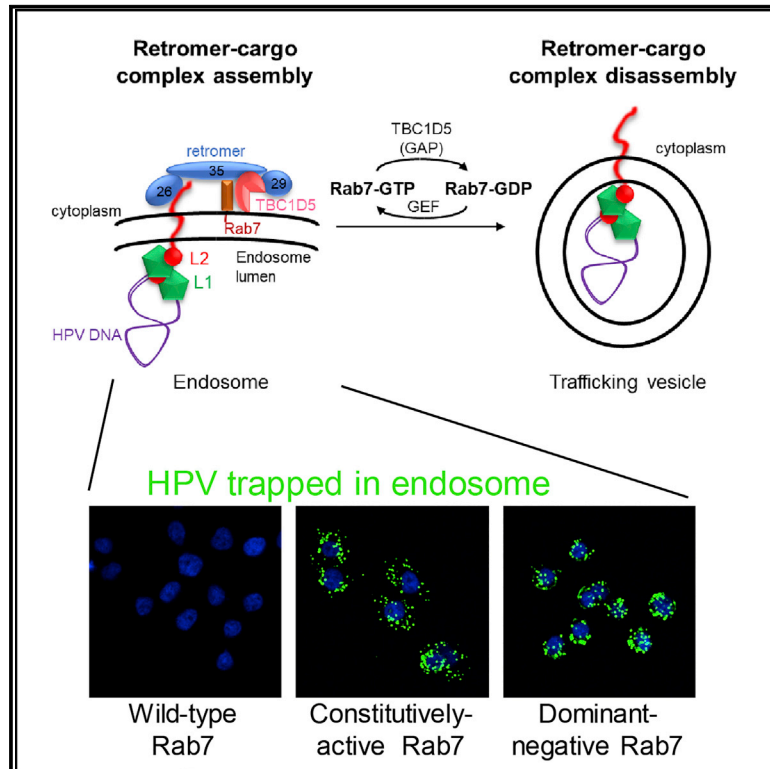 Retromer-cargo
complex assembly
Retromer-cargo
complex disassembly
retromer
35
26
29
TBC1D5
cytoplasm
Rab7
Endosome
lumen
L2
L1
HPV DNA
Endosome
TBC1D5
(GAP)
Rab7-GTP
Rab7-GDP
GEF
cytoplasm
Trafficking vesicle
HPV trapped in endosome
Wild-type
Rab7
Constitutively-
active Rab7
Dominant-
negative Rab7